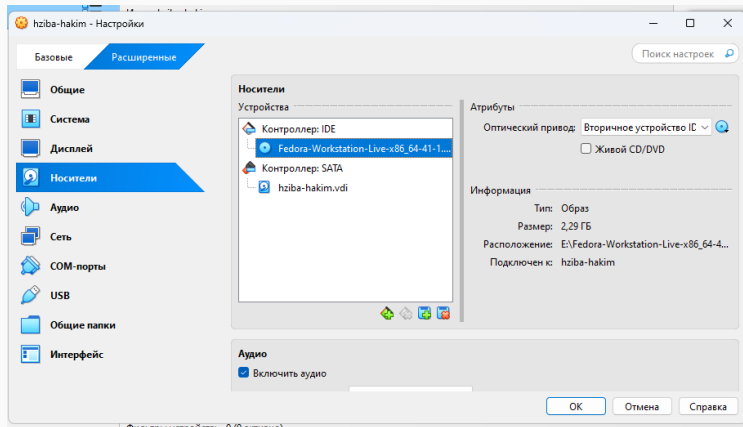 hziba-hakim - Настройки
Базовые
Расширенные
Поиск настроек
Общие
Система
Дисплей
Носители
Аудио
Сеть
COM-порты
USB
Общие папки
Интерфейс
Носители
Устройства
Контроллер: IDE
Fedora-Workstation-Live-x86_64-41-1....
Контроллер: SATA
hziba-hakim.vdi
Атрибуты
Оптический привод: Вторичное устройство IC
Живой CD/DVD
Информация
Тип: Образ
Размер: 2,29 ГБ
Расположение: E:\Fedora-Workstation-Live-x86_64-4...
Подключен к: hziba-hakim
Аудио
Включить аудио
OK
Отмена
Справка